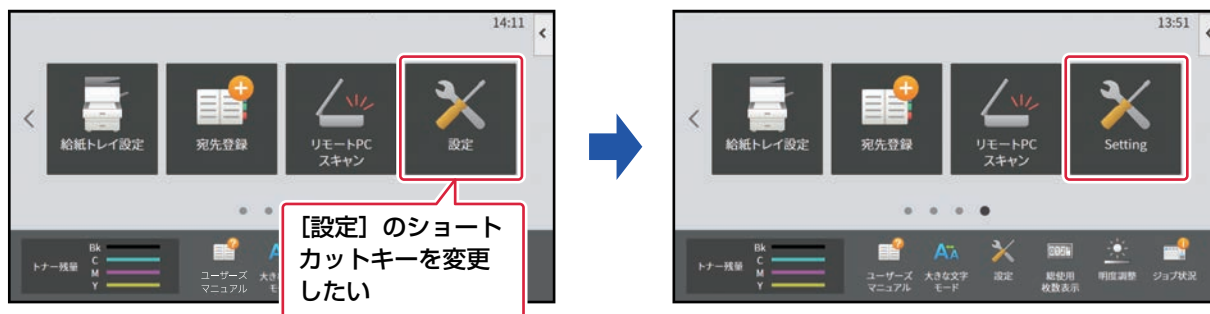 14:11
給紙トレイ設定
宛先登録
リモートPC
スキャン
設定
トナー残量
Bk
C
M
Y
ユーザーズ
マニュアル
大き
モ
［設定］のショート
カットキーを変更
したい
13:51
給紙トレイ設定
宛先登録
リモートPC
スキャン
Setting
トナー残量
Bk
C
M
Y
ユーザーズ
マニュアル
大きな文字
モード
設定
総使用
枚数表示
明度調整
ジョブ状況